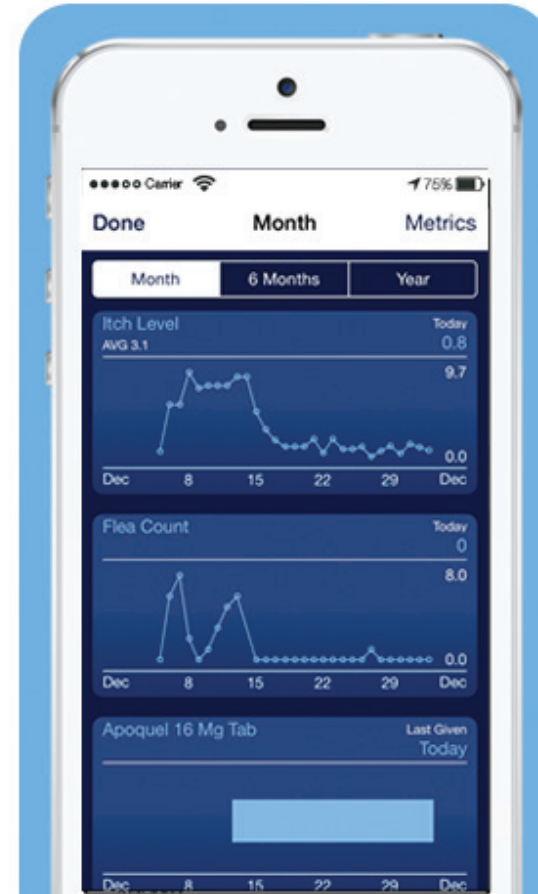 Carrier 75%
Done Month Metrics
Month 6 Months Year
Itch Level Today
AVG 3.1 0.8
9.7
0.0
Dec 8 15 22 29 Dec
Flea Count Today
0
8.0
0.0
Dec 8 15 22 29 Dec
Apoquel 16 Mg Tab Last Given
Today
Dec 8 15 22 29 Dec